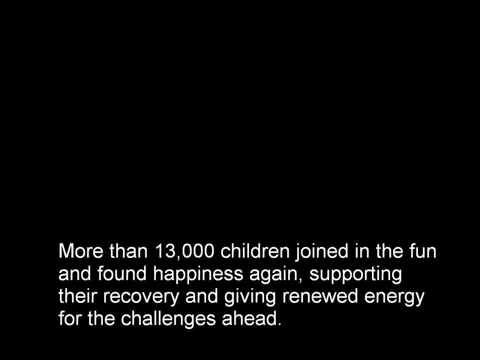 More than 13,000 children joined in the fun
and found happiness again, supporting
their recovery and giving renewed energy
for the challenges ahead.